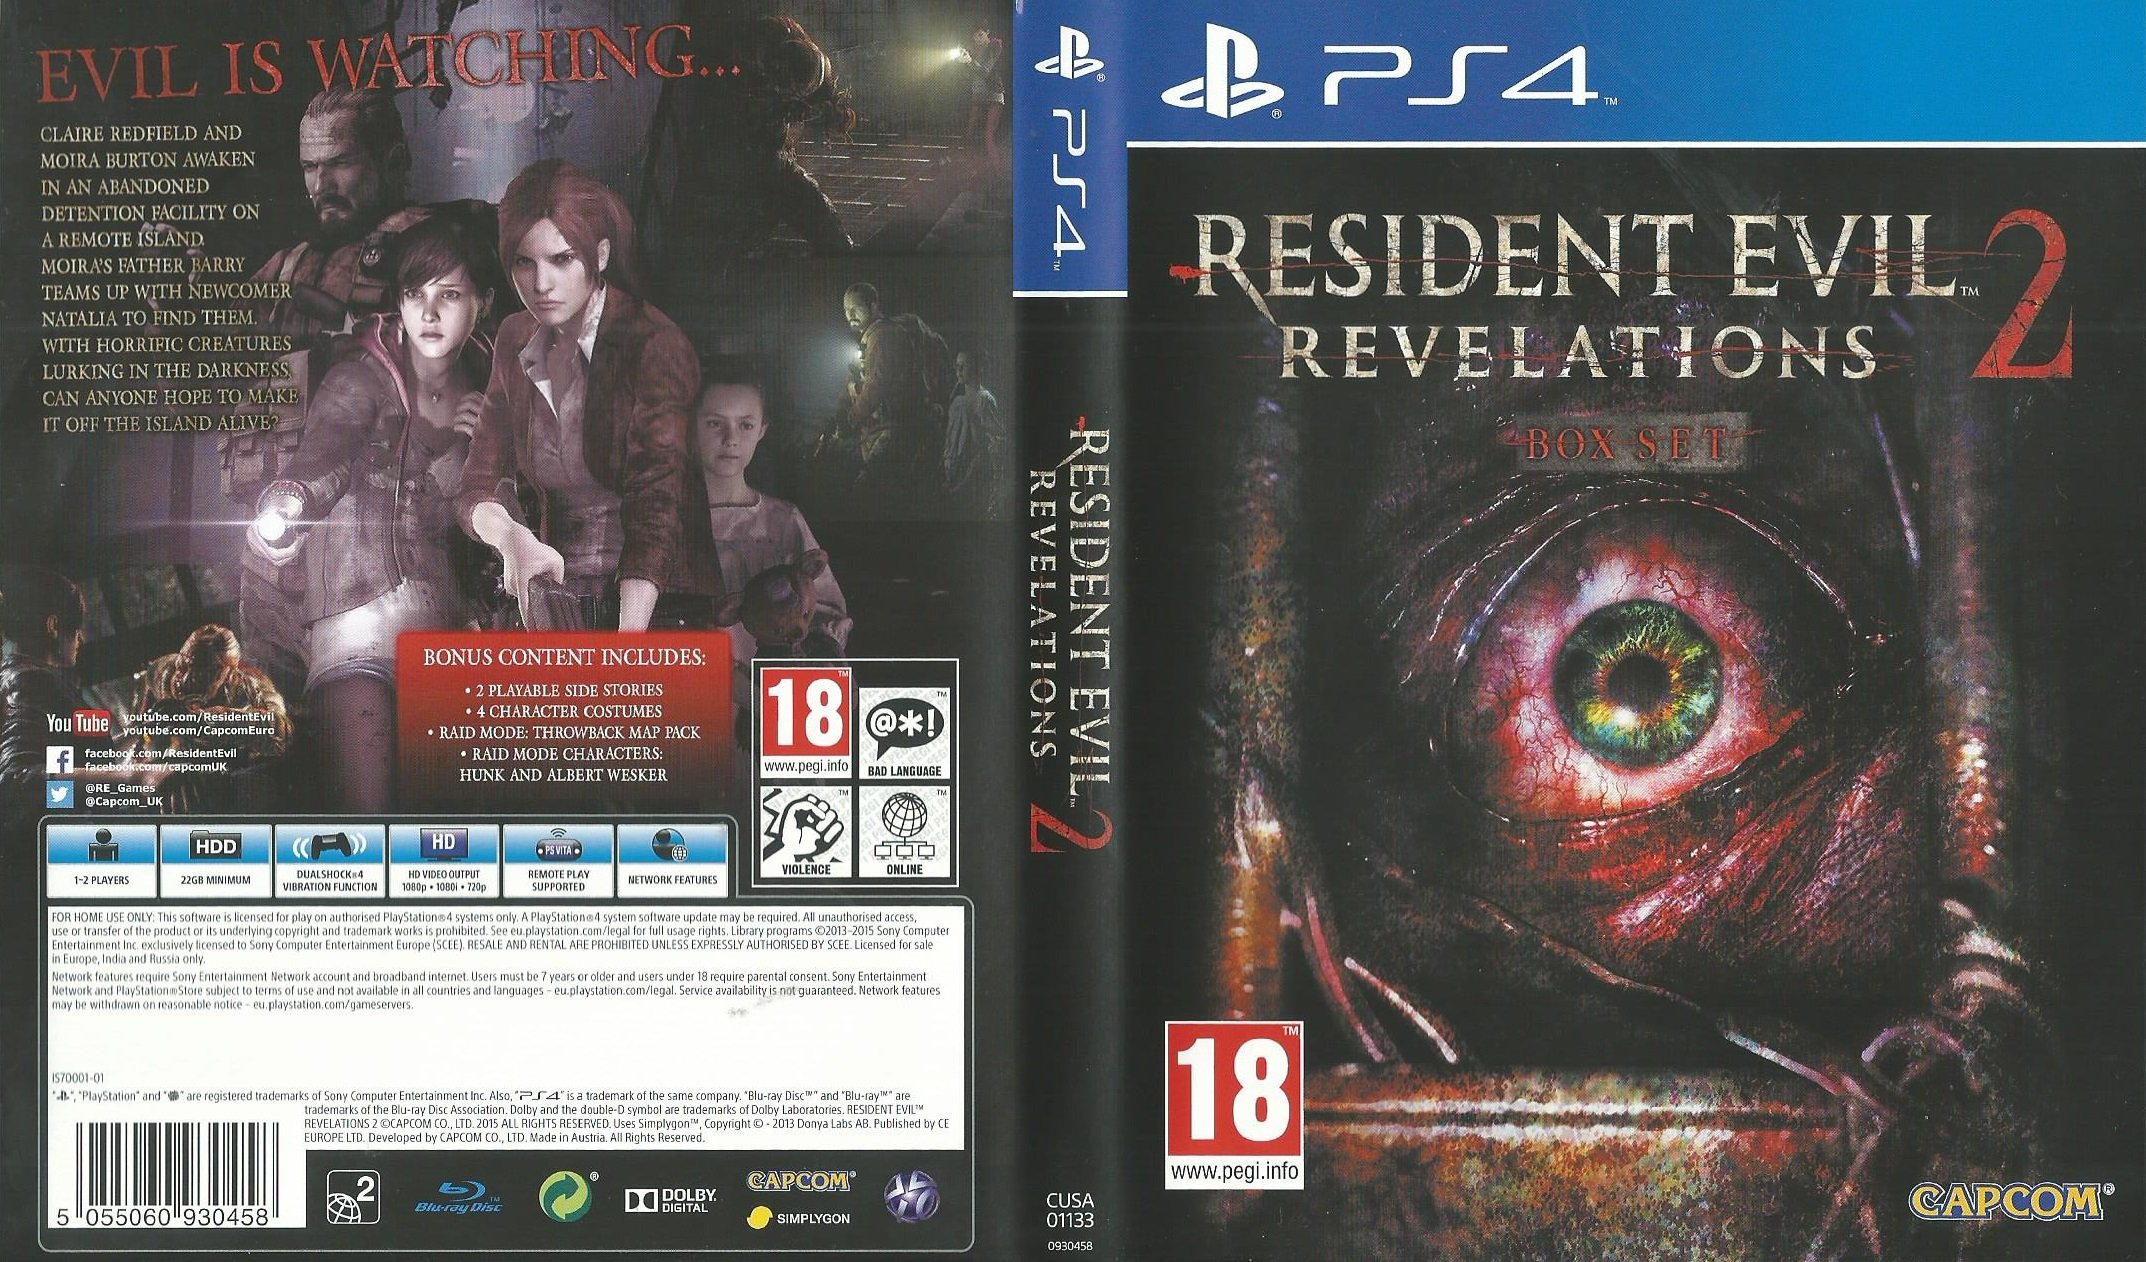 EVIL IS WATCHING...
CLAIRE REDFIELD AND
MOIRA BURTON AWAKEN
IN AN ABANDONED
DETENTION FACILITY ON
A REMOTE ISLAND.
MOIRA'S FATHER BARRY
TEAMS UP WITH NEWCOMER
NATALIA TO FIND THEM.
WITH HORRIFIC CREATURES
LURKING IN THE DARKNESS,
CAN ANYONE HOPE TO MAKE
IT OFF THE ISLAND ALIVE?
BONUS CONTENT INCLUDES:
• 2 PLAYABLE SIDE STORIES
• 4 CHARACTER COSTUMES
• RAID MODE: THROWBACK MAP PACK
• RAID MODE CHARACTERS:
HUNK AND ALBERT WESKER
YouTube
youtube.com/ResidentEvil
youtube.com/CapcomEuro
facebook.com/ResidentEvil
facebook.com/capcomUK
@RE_Games
@Capcom_UK
18™
www.pegi.info
@*!™
BAD LANGUAGE
™
VIOLENCE
™
ONLINE
1-2 PLAYERS
HDD
22GB MINIMUM
DUALSHOCK®4
VIBRATION FUNCTION
HD
HD VIDEO OUTPUT
1080p • 1080i • 720p
PS VITA
REMOTE PLAY
SUPPORTED
NETWORK FEATURES
FOR HOME USE ONLY: This software is licensed for play on authorised PlayStation®4 systems only. A PlayStation®4 system software update may be required. All unauthorised access,
use or transfer of the product or its underlying copyright and trademark works is prohibited. See eu.playstation.com/legal for full usage rights. Library programs ©2013-2015 Sony Computer
Entertainment Inc. exclusively licensed to Sony Computer Entertainment Europe (SCEE). RESALE AND RENTAL ARE PROHIBITED UNLESS EXPRESSLY AUTHORISED BY SCEE. Licensed for sale
in Europe, India and Russia only.
Network features require Sony Entertainment Network account and broadband internet. Users must be 7 years or older and users under 18 require parental consent. Sony Entertainment
Network and PlayStation®Store subject to terms of use and not available in all countries and languages - eu.playstation.com/legal. Service availability is not guaranteed. Network features
may be withdrawn on reasonable notice - eu.playstation.com/gameservers.
IS70001-01
"", "PlayStation" and "" are registered trademarks of Sony Computer Entertainment Inc. Also, "PS4" is a trademark of the same company. "Blu-ray Disc™" and "Blu-ray™" are
trademarks of the Blu-ray Disc Association. Dolby and the double-D symbol are trademarks of Dolby Laboratories. RESIDENT EVIL™
REVELATIONS 2 ©CAPCOM CO., LTD. 2015 ALL RIGHTS RESERVED. Uses Simplygon™, Copyright © - 2013 Donya Labs AB. Published by CE
EUROPE LTD. Developed by CAPCOM CO., LTD. Made in Austria. All Rights Reserved.
5 055060 930458
2
Blu-ray Disc™
®
DOLBY
DIGITAL
CAPCOM®
SIMPLYGON
®
PS4™
RESIDENT EVIL™
REVELATIONS 2
CUSA
01133
0930458
®
PS4™
RESIDENT EVIL™ 2
REVELATIONS
BOX SET
18™
www.pegi.info
CAPCOM®